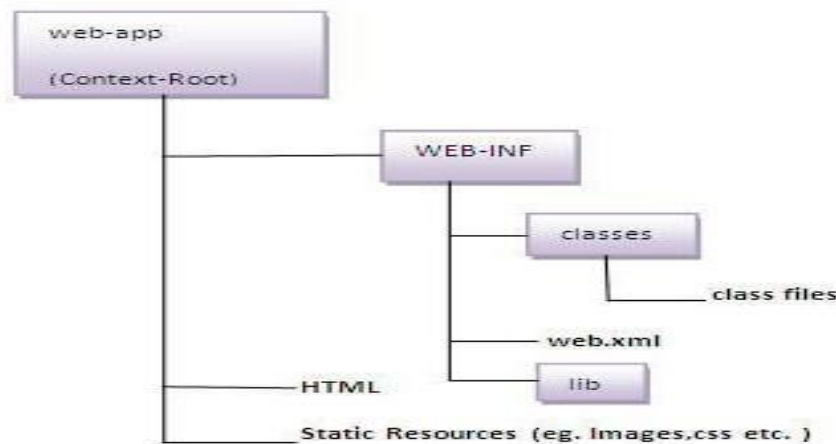 web-app
(Context-Root)
WEB-INF
classes
class files
web.xml
lib
HTML
Static Resources (eg. Images,css etc. )